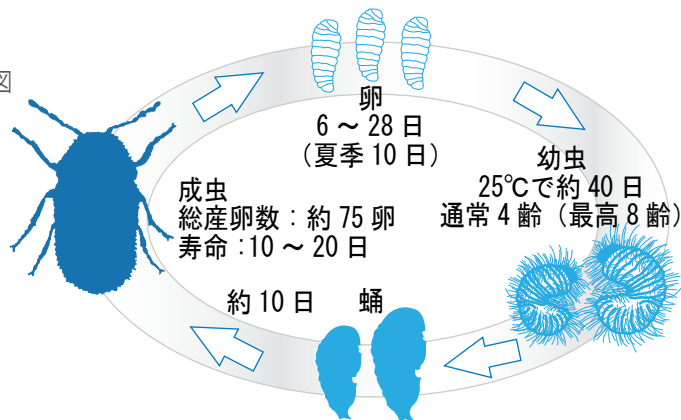 図
卵
6 ～ 28 日
（夏季 10 日）
幼虫
25℃で約 40 日
通常 4 齢（最高 8 齢）
成虫
総産卵数：約 75 卵
寿命：10 ～ 20 日
約 10 日 蛹